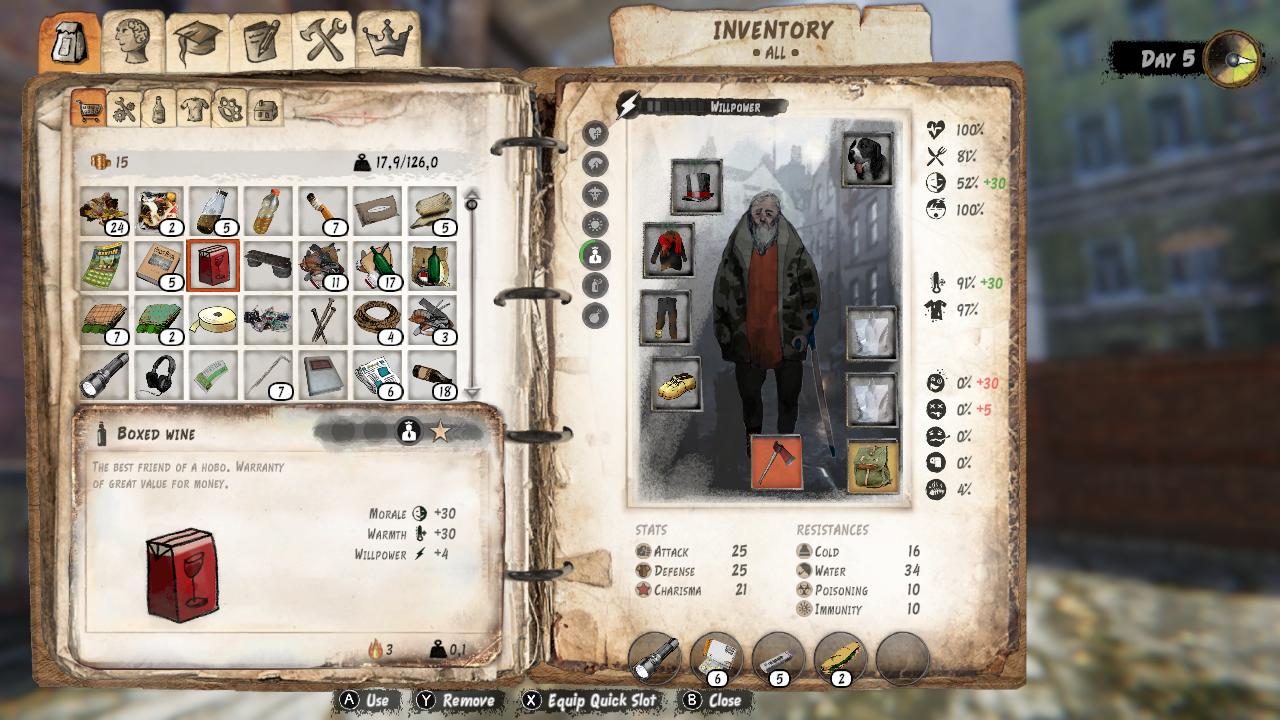 INVENTORY
• ALL •
DAY 5
WILLPOWER
15
17,9/126,0
24
2
5
7
5
5
11
17
7
2
4
3
7
6
18
100%
81%
52% +30
100%
91% +30
97%
0% +30
0% +5
0%
0%
4%
BOXED WINE
THE BEST FRIEND OF A HOBO. WARRANTY
OF GREAT VALUE FOR MONEY.
MORALE +30
WARMTH +30
WILLPOWER +4
3
0,1
STATS
ATTACK 25
DEFENSE 25
CHARISMA 21
RESISTANCES
COLD 16
WATER 34
POISONING 10
IMMUNITY 10
6
5
2
A USE
Y REMOVE
X EQUIP QUICK SLOT
B CLOSE